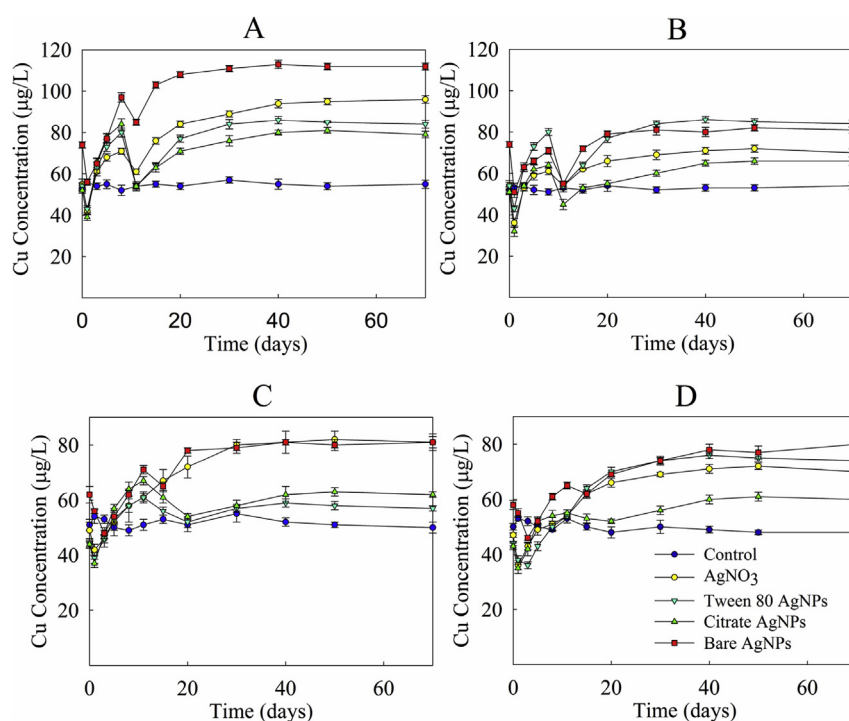 A
B
Cu Concentration (µg/L)
120
100
80
60
40
20
0
20
40
60
Time (days)
Cu Concentration (µg/L)
120
100
80
60
40
20
0
20
40
60
Time (days)
C
D
Cu Concentration (µg/L)
80
60
40
20
0
20
40
60
Time (days)
Cu Concentration (µg/L)
80
60
40
20
0
20
40
60
Time (days)
Control
AgNO₃
Tween 80 AgNPs
Citrate AgNPs
Bare AgNPs